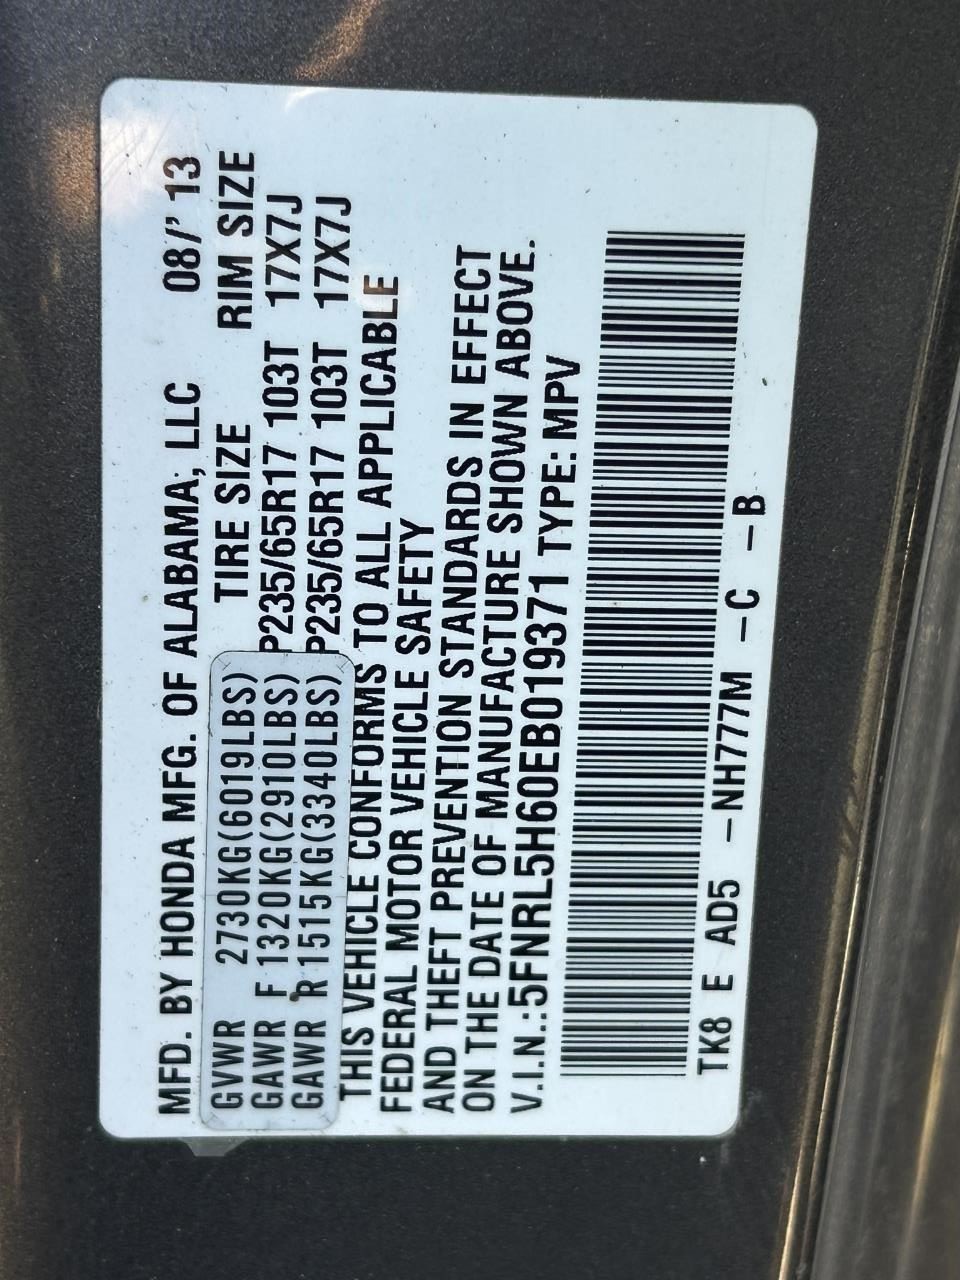 MFD. BY HONDA MFG. OF ALABAMA, LLC 08/'13
TIRE SIZE RIM SIZE
GVWR 2730KG(6019LBS)
GAWR F 1320KG(2910LBS) P235/65R17 103T 17X7J
GAWR R 1515KG(3340LBS) P235/65R17 103T 17X7J
THIS VEHICLE CONFORMS TO ALL APPLICABLE
FEDERAL MOTOR VEHICLE SAFETY
AND THEFT PREVENTION STANDARDS IN EFFECT
ON THE DATE OF MANUFACTURE SHOWN ABOVE.
V.I.N.:5FNRL5H60EB019371 TYPE: MPV
TK8 E AD5 -NH777M -C -B